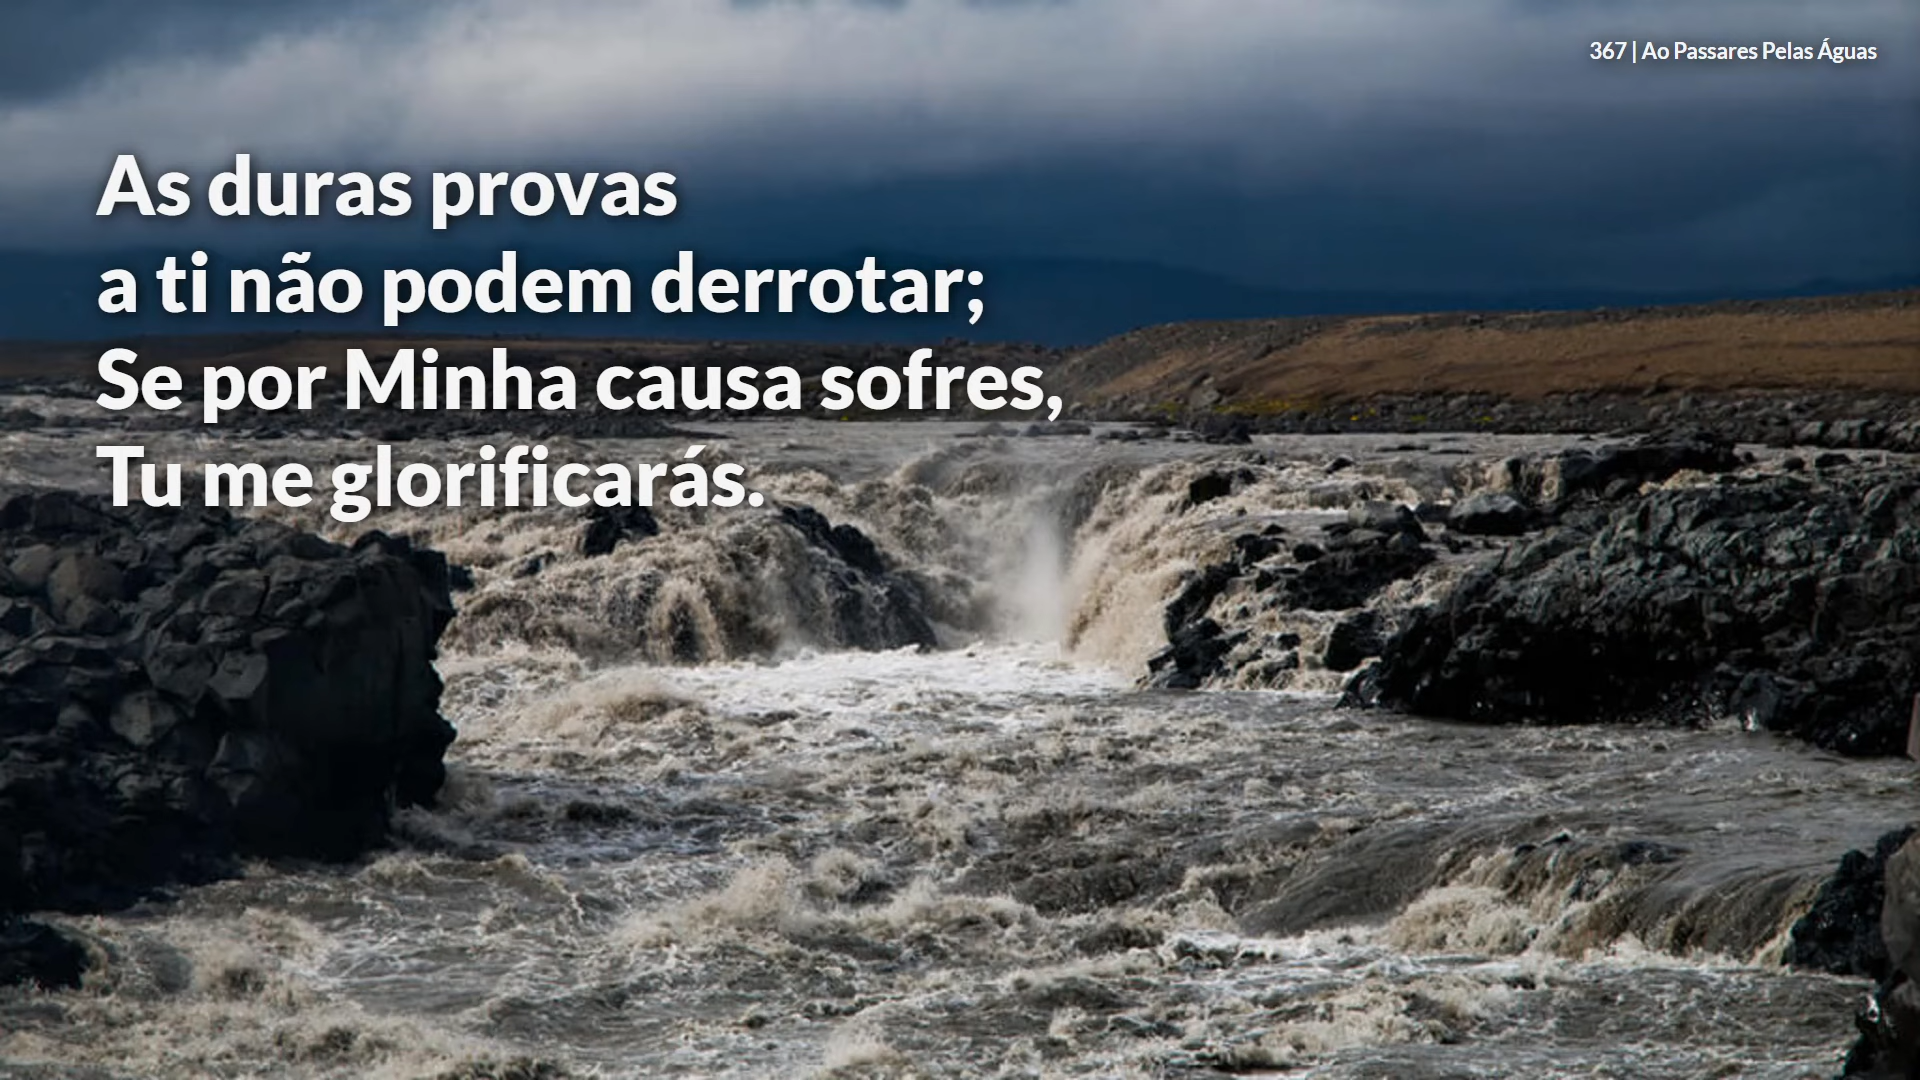 367 | Ao Passares Pelas Águas
As duras provas
a ti não podem derrotar;
Se por Minha causa sofres,
Tu me glorificarás.